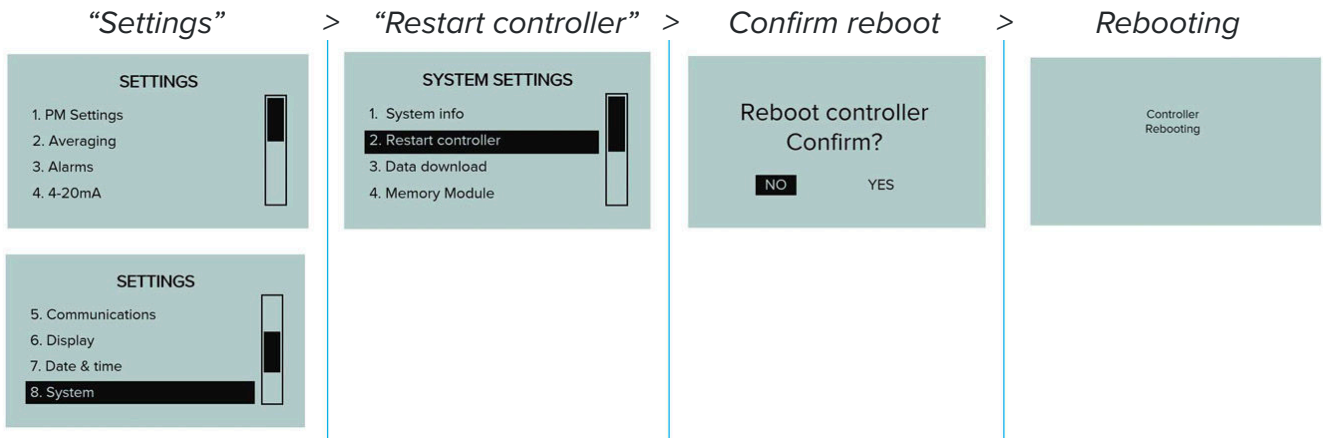 “Settings” > “Restart controller” > Confirm reboot > Rebooting
SETTINGS
1. PM Settings
2. Averaging
3. Alarms
4. 4-20mA
SETTINGS
5. Communications
6. Display
7. Date & time
8. System
SYSTEM SETTINGS
1. System info
2. Restart controller
3. Data download
4. Memory Module
Reboot controller
Confirm?
NO YES
Controller
Rebooting